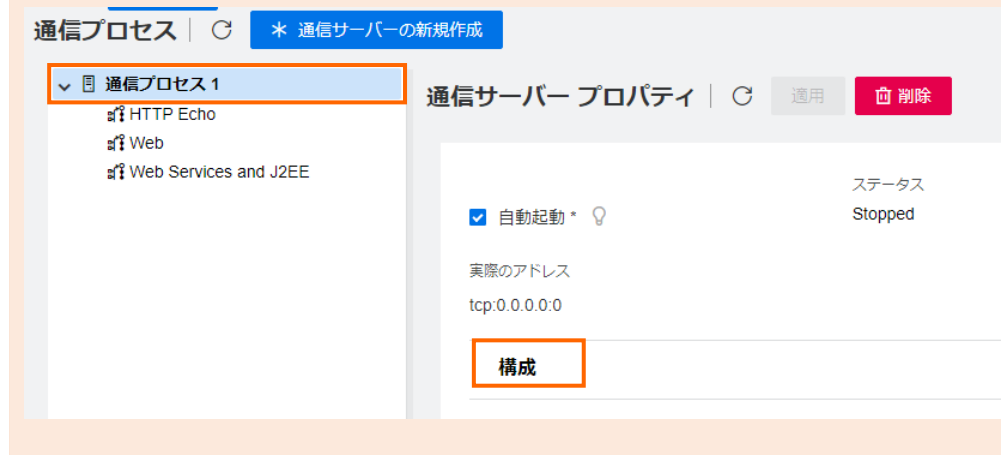 通信プロセス
通信サーバーの新規作成
通信プロセス 1
HTTP Echo
Web
Web Services and J2EE
通信サーバー プロパティ
適用
削除
ステータス
自動起動 *
Stopped
実際のアドレス
tcp:0.0.0.0:0
構成